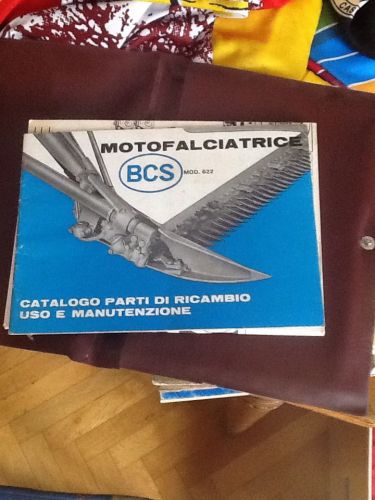 MOTOFALCIATRICE
BCS MOD. 622
CATALOGO PARTI DI RICAMBIO
USO E MANUTENZIONE